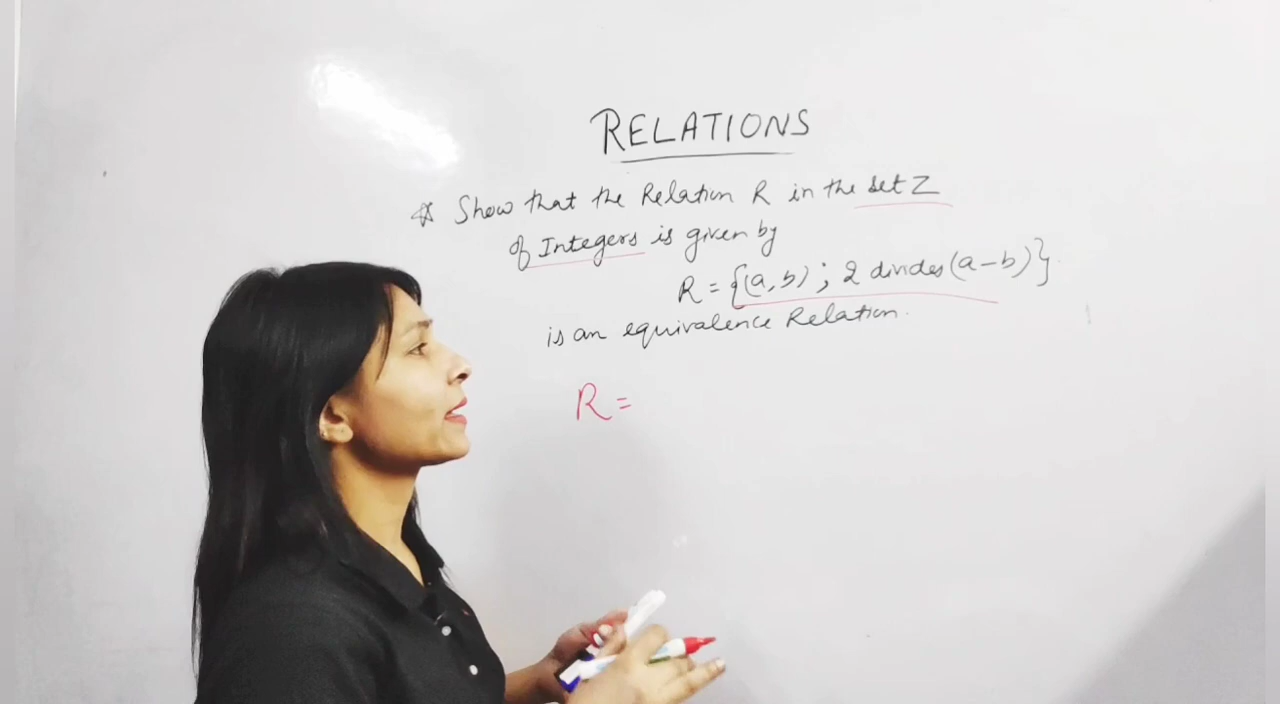 RELATIONS
☆ Show that the Relation R in the set Z
of Integers is given by
R = {(a, b) ; 2 divides (a - b)}.
is an equivalence Relation.
R =